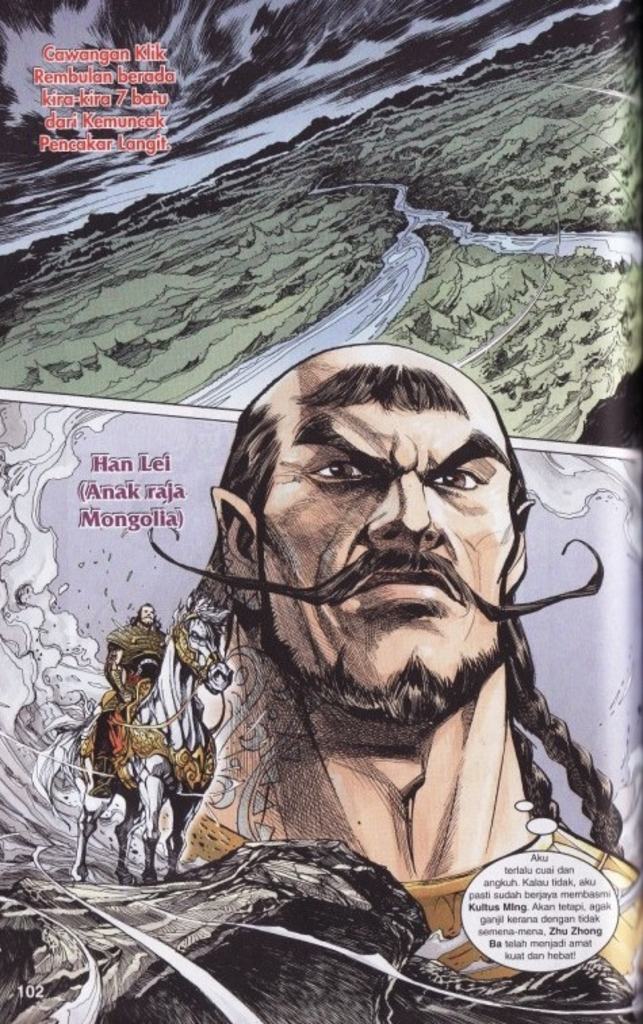 Cawangan Klik
Rembulan berada
kira-kira 7 batu
dari Kemuncak
Pencakar Langit.
Han Lei
(Anak raja
Mongolia)
Aku
terlalu cuai dan
angkuh. Kalau tidak, aku
pasti sudah berjaya membasmi
Kultus MIng. Akan tetapi, agak
ganjil kerana dengan tidak
semena-mena, Zhu Zhong
Ba telah menjadi amat
kuat dan hebat!
102